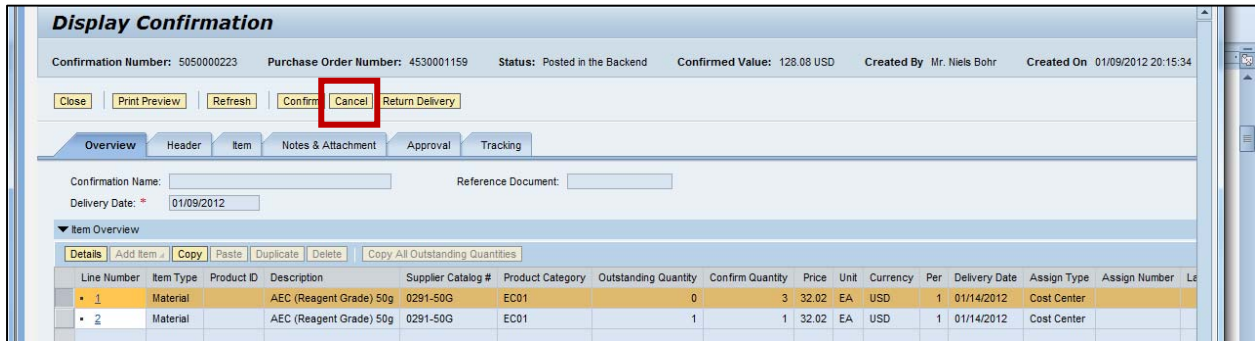 Display Confirmation
Confirmation Number: 5050000223 Purchase Order Number: 4530001159 Status: Posted in the Backend Confirmed Value: 128.08 USD Created By Mr. Niels Bohr Created On 01/09/2012 20:15:34
Close Print Preview Refresh Confirm Cancel Return Delivery
Overview Header Item Notes & Attachment Approval Tracking
Confirmation Name: Reference Document:
Delivery Date: * 01/09/2012
Item Overview
Details Add Item Copy Paste Duplicate Delete Copy All Outstanding Quantities
Line Number Item Type Product ID Description Supplier Catalog # Product Category Outstanding Quantity Confirm Quantity Price Unit Currency Per Delivery Date Assign Type Assign Number La
1 Material AEC (Reagent Grade) 50g 0291-50G EC01 0 3 32.02 EA USD 1 01/14/2012 Cost Center
2 Material AEC (Reagent Grade) 50g 0291-50G EC01 1 1 32.02 EA USD 1 01/14/2012 Cost Center